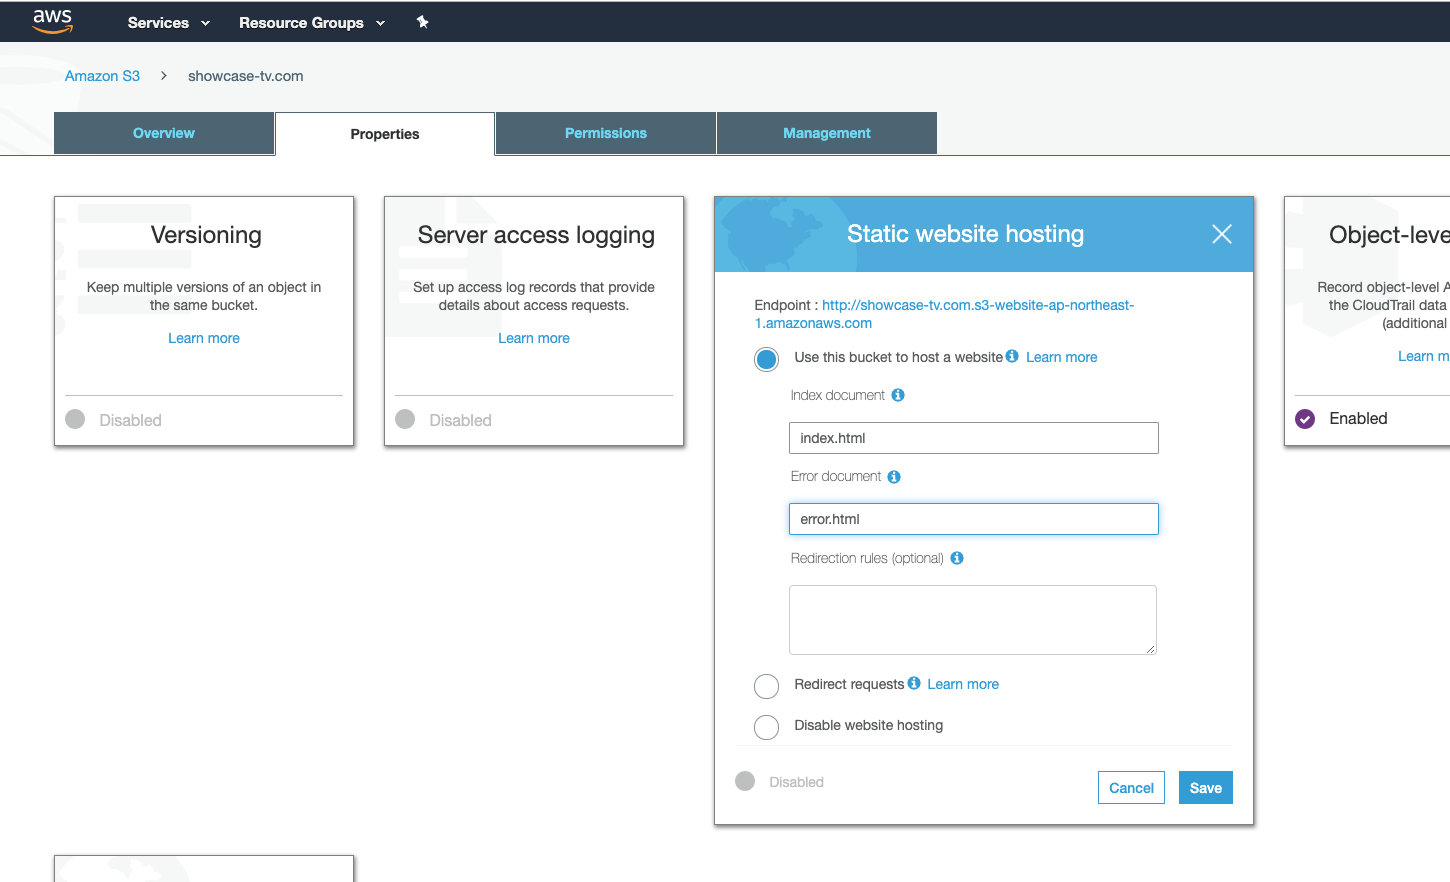 aws
Services
Resource Groups
Amazon S3 > showcase-tv.com
Overview
Properties
Permissions
Management
Versioning
Keep multiple versions of an object in
the same bucket.
Learn more
Disabled
Server access logging
Set up access log records that provide
details about access requests.
Learn more
Disabled
Static website hosting
Endpoint : http://showcase-tv.com.s3-website-ap-northeast-
1.amazonaws.com
Use this bucket to host a website Learn more
Index document
index.html
Error document
error.html
Redirection rules (optional)
Redirect requests Learn more
Disable website hosting
Disabled
Cancel
Save
Object-leve
Record object-level A
the CloudTrail data
(additional
Learn m
Enabled